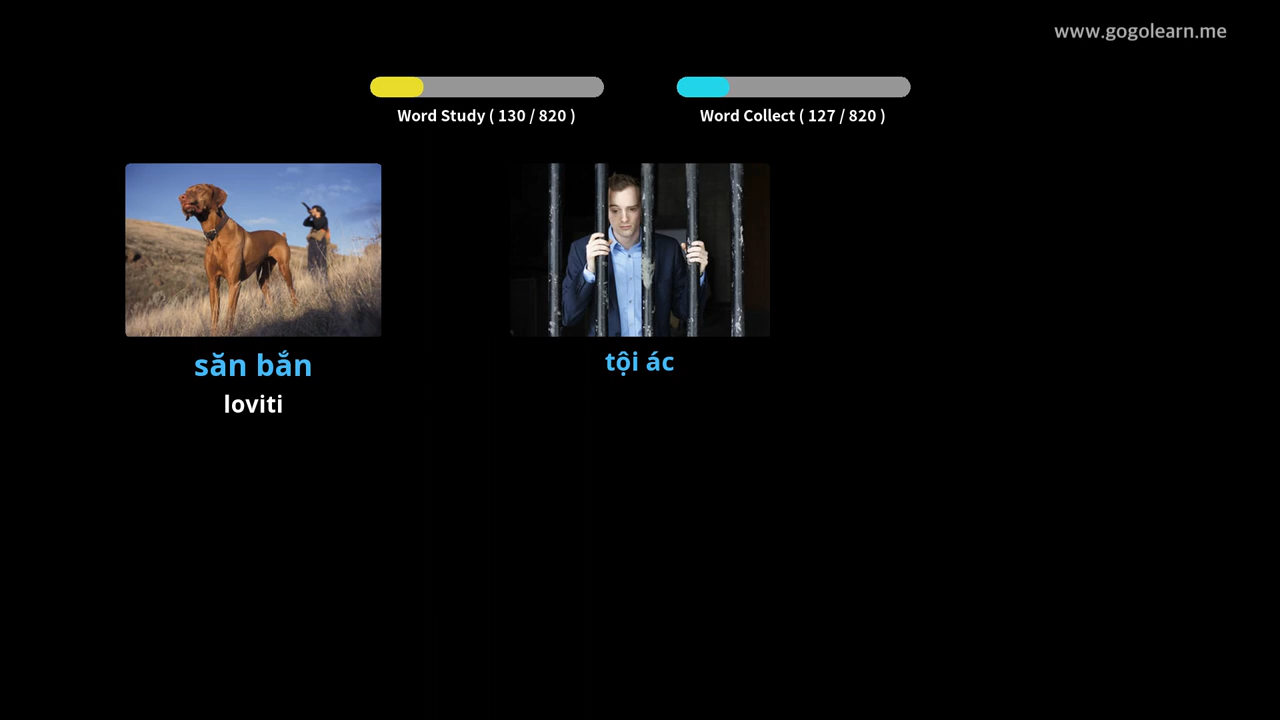 www.gogolearn.me
Word Study ( 130 / 820 )
Word Collect ( 127 / 820 )
săn bắn
loviti
tội ác